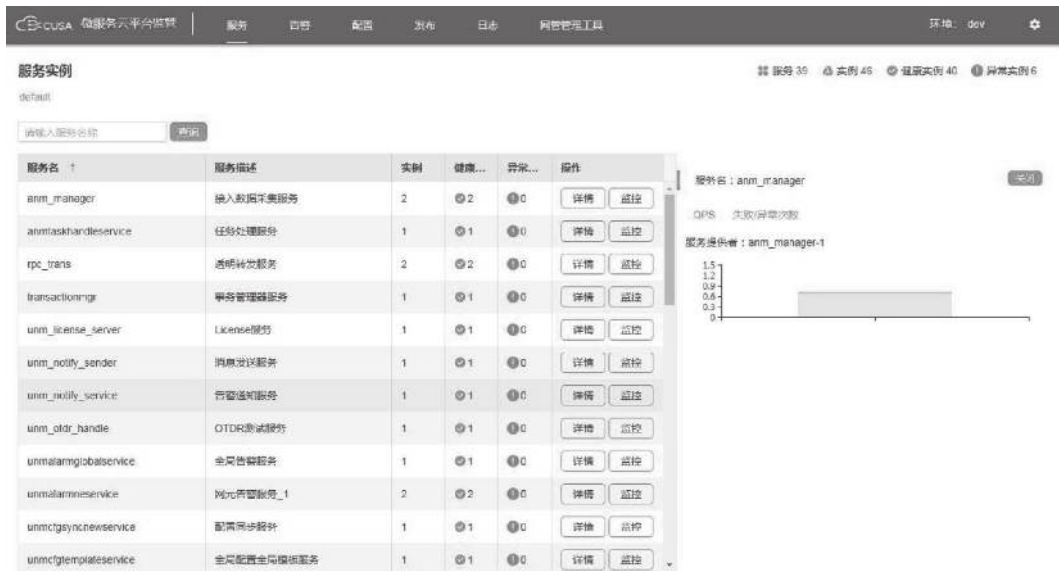 CUSA 微服务云平台监管 服务 告警 配置 发布 日志 网管管理工具 环境: dev
服务实例 服务 39 实例 46 健康实例 40 异常实例 6
default
请输入服务名称 查询
服务名 ↑ 服务描述 实例 健康... 异常... 操作
anm_manager 接入数据采集服务 2 2 0 详情 监控
anmtaskhandleservice 任务处理服务 1 1 0 详情 监控
rpc_trans 透明转发服务 2 2 0 详情 监控
transactionmgr 事务管理器服务 1 1 0 详情 监控
unm_license_server License服务 1 1 0 详情 监控
unm_notify_sender 消息发送服务 1 1 0 详情 监控
unm_notify_service 告警通知服务 1 1 0 详情 监控
unm_otdr_handle OTDR测试服务 1 1 0 详情 监控
unmalarmglobalservice 全局告警服务 1 1 0 详情 监控
unmalarmneservice 网元告警服务_1 2 2 0 详情 监控
unmcfgsyncnewservice 配置同步服务 1 1 0 详情 监控
unmcfgtemplateservice 全局配置全局模板服务 1 1 0 详情 监控
服务名：anm_manager 关闭
QPS 失败/异常次数
服务提供者：anm_manager-1
1.5
1.2
0.9
0.6
0.3
0